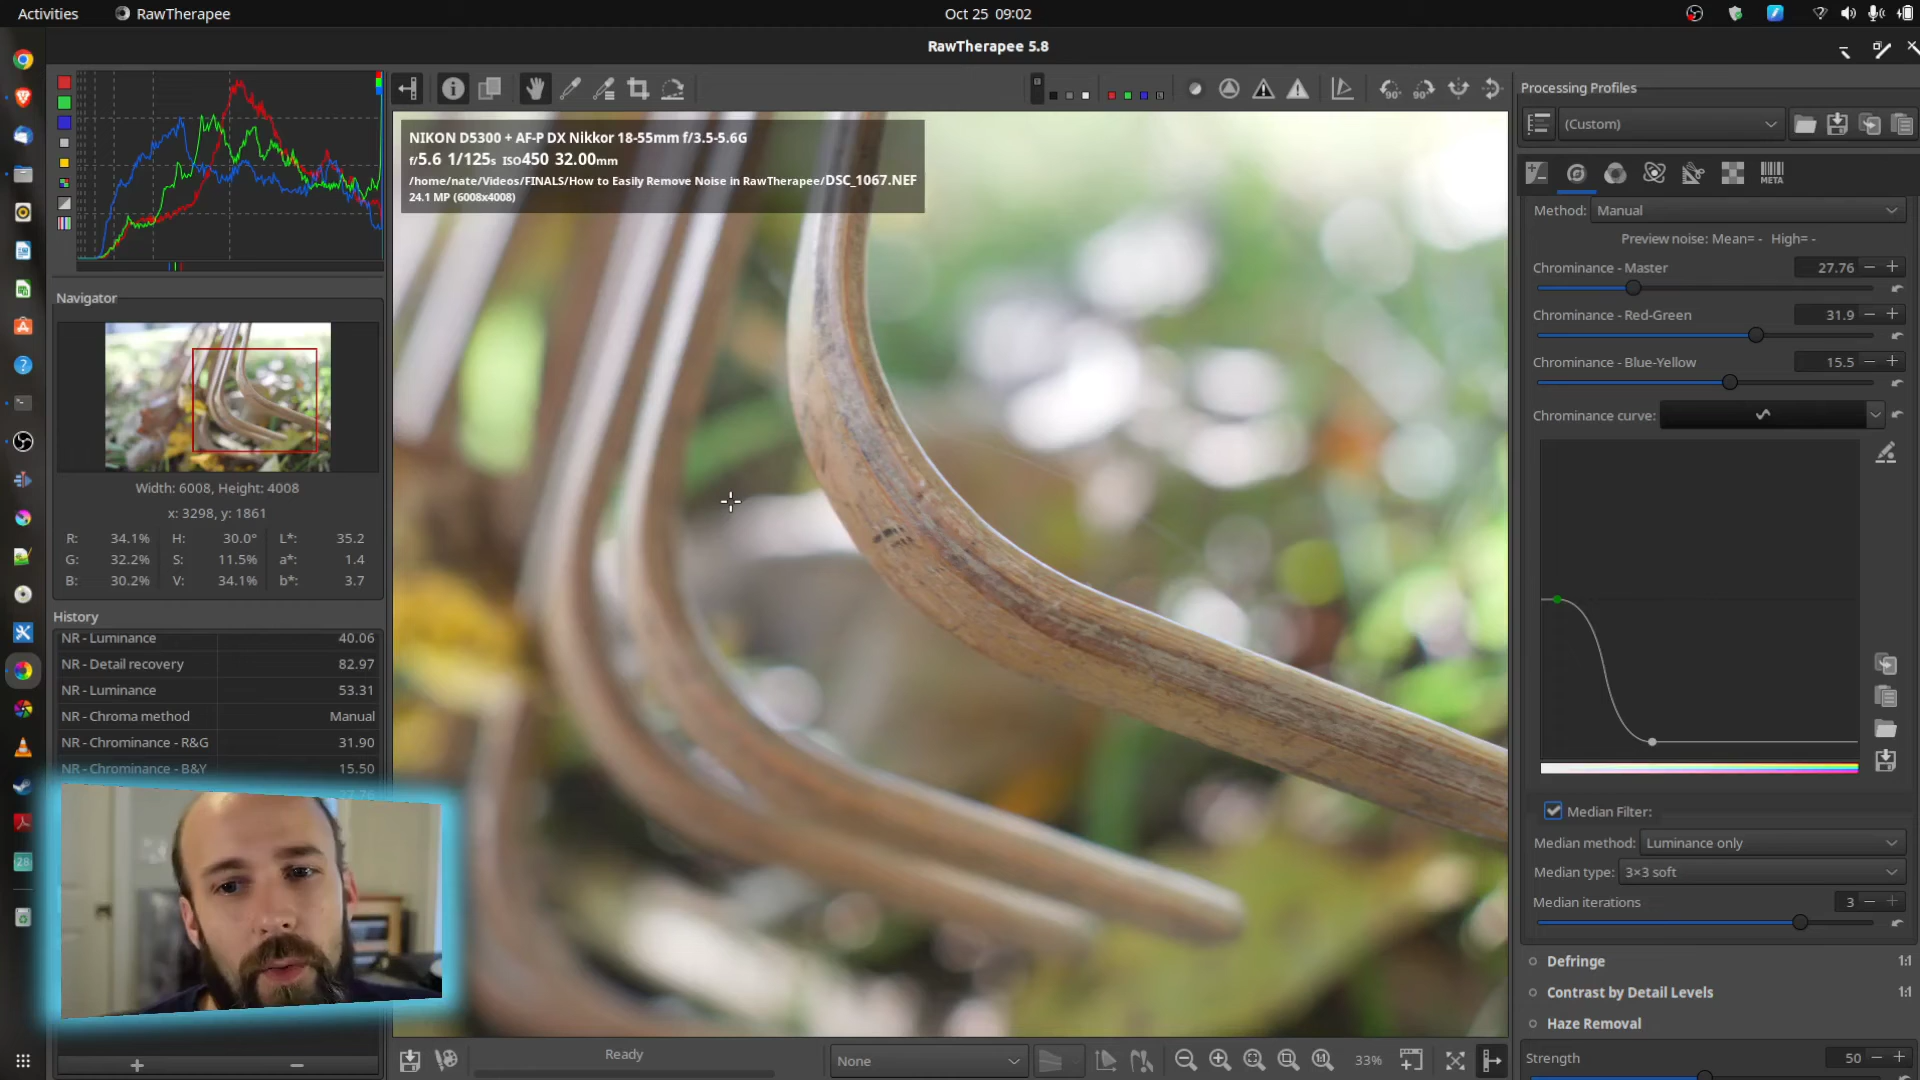 Activities
RawTherapee
Oct 25 09:02
RawTherapee 5.8
NIKON D5300 + AF-P DX Nikkor 18-55mm f/3.5-5.6G
f/5.6 1/125s ISO450 32.00mm
/home/nate/Videos/FINALS/How to Easily Remove Noise in RawTherapee/DSC_1067.NEF
24.1 MP (6008x4008)
Navigator
Width: 6008, Height: 4008
x: 3298, y: 1861
R: 34.1% H: 30.0° L*: 35.2
G: 32.2% S: 11.5% a*: 1.4
B: 30.2% V: 34.1% b*: 3.7
History
NR - Luminance 40.06
NR - Detail recovery 82.97
NR - Luminance 53.31
NR - Chroma method Manual
NR - Chrominance - R&G 31.90
NR - Chrominance - B&Y 15.50
Ready
None
33%
Processing Profiles
(Custom)
META
Method: Manual
Preview noise: Mean= - High= -
Chrominance - Master 27.76
Chrominance - Red-Green 31.9
Chrominance - Blue-Yellow 15.5
Chrominance curve:
Median Filter:
Median method: Luminance only
Median type: 3×3 soft
Median iterations 3
Defringe 1:1
Contrast by Detail Levels 1:1
Haze Removal
Strength 50